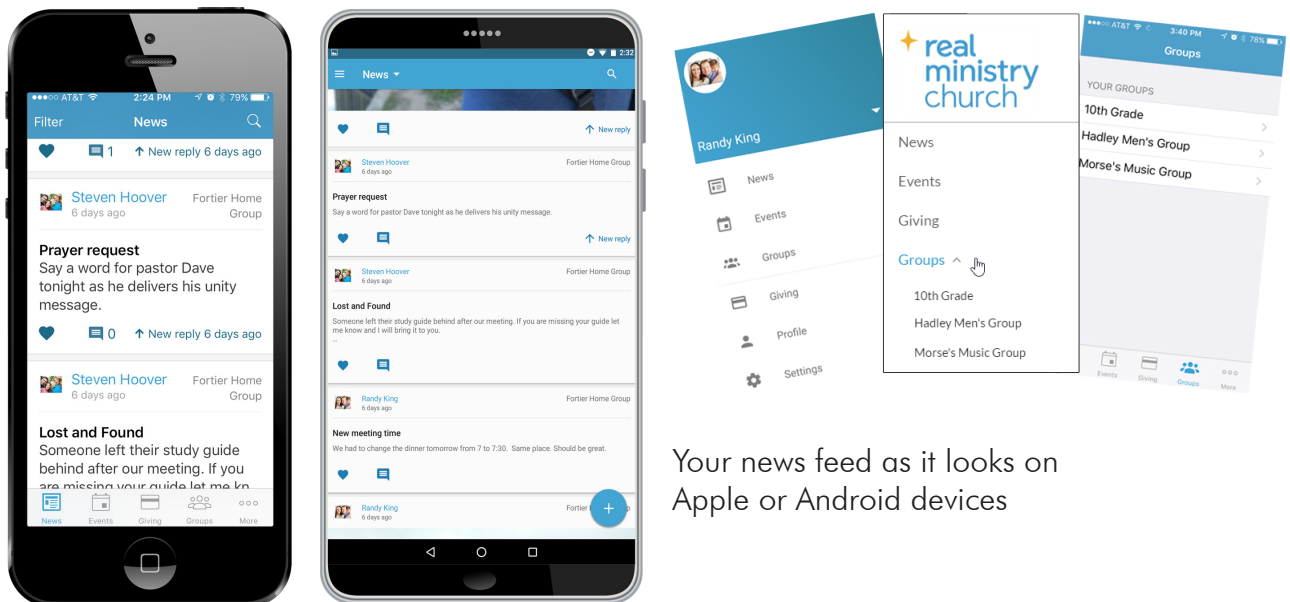 AT&T 2:24 PM 79%
Filter News
1 New reply 6 days ago
Steven Hoover Fortier Home
6 days ago Group
Prayer request
Say a word for pastor Dave
tonight as he delivers his unity
message.
0 New reply 6 days ago
Steven Hoover Fortier Home
6 days ago Group
Lost and Found
Someone left their study guide
behind after our meeting. If you
are missing your guide let me kn
News Events Giving Groups More
2:32
News
New reply
Steven Hoover Fortier Home Group
6 days ago
Prayer request
Say a word for pastor Dave tonight as he delivers his unity message.
New reply
Steven Hoover Fortier Home Group
6 days ago
Lost and Found
Someone left their study guide behind after our meeting. If you are missing your guide let
me know and I will bring it to you.
...
Randy King Fortier Home Group
6 days ago
New meeting time
We had to change the dinner tomorrow from 7 to 7:30. Same place. Should be great.
Randy King Fortier
6 days ago
+
Randy King
News
Events
Groups
Giving
Profile
Settings
real
ministry
church
News
Events
Giving
Groups
10th Grade
Hadley Men's Group
Morse's Music Group
AT&T 3:40 PM 78%
Groups
YOUR GROUPS
10th Grade
Hadley Men's Group
Morse's Music Group
Events Giving Groups More
Your news feed as it looks on
Apple or Android devices